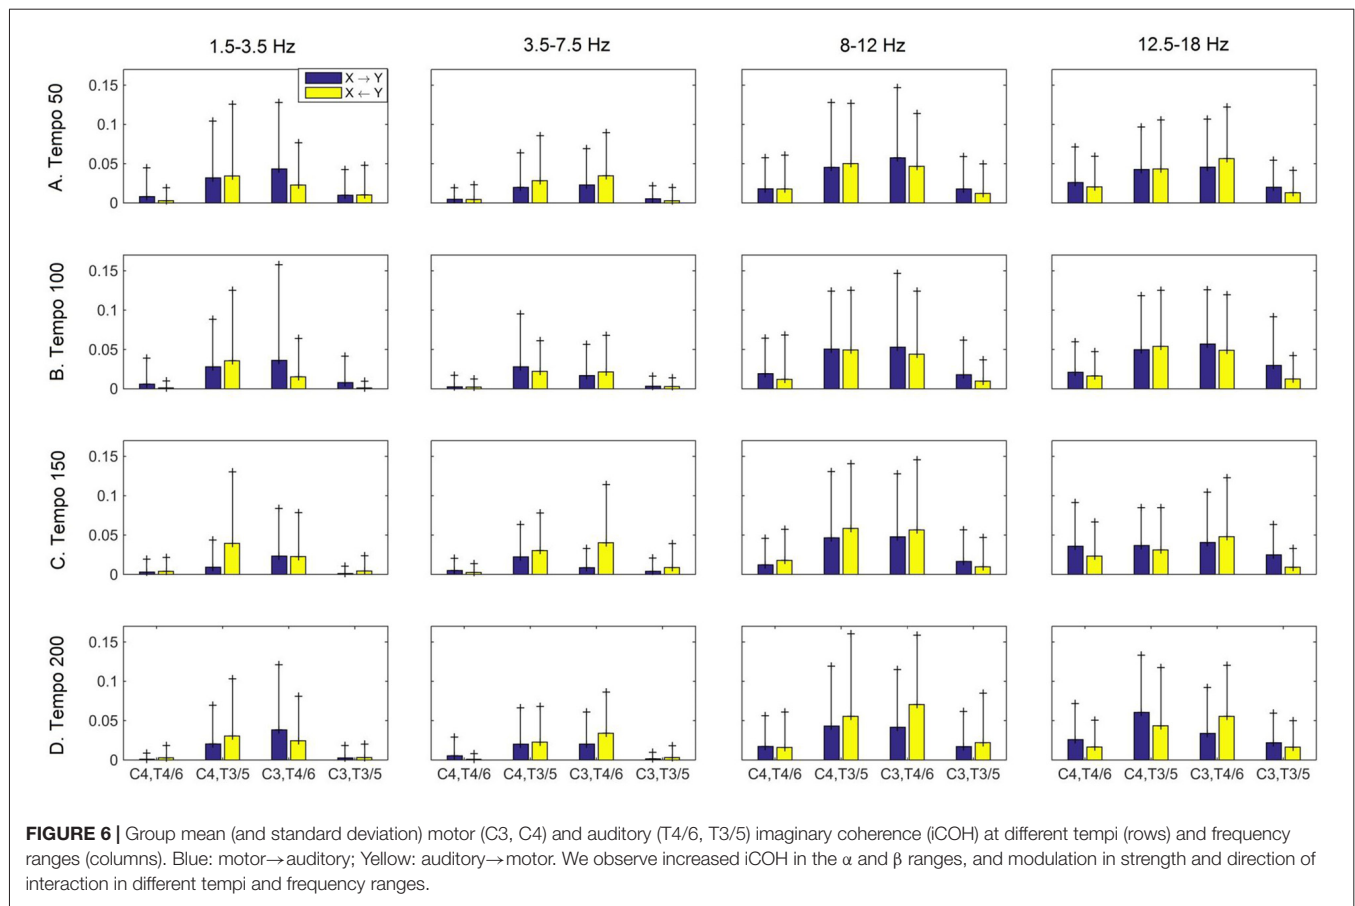 1.5-3.5 Hz 3.5-7.5 Hz 8-12 Hz 12.5-18 Hz
A. Tempo 50
0.15
0.1
0.05
0
X → Y
X ← Y
B. Tempo 100
0.15
0.1
0.05
0
C. Tempo 150
0.15
0.1
0.05
0
D. Tempo 200
0.15
0.1
0.05
0
C4,T4/6 C4,T3/5 C3,T4/6 C3,T3/5 C4,T4/6 C4,T3/5 C3,T4/6 C3,T3/5 C4,T4/6 C4,T3/5 C3,T4/6 C3,T3/5 C4,T4/6 C4,T3/5 C3,T4/6 C3,T3/5
FIGURE 6 | Group mean (and standard deviation) motor (C3, C4) and auditory (T4/6, T3/5) imaginary coherence (iCOH) at different tempi (rows) and frequency
ranges (columns). Blue: motor→auditory; Yellow: auditory→motor. We observe increased iCOH in the α and β ranges, and modulation in strength and direction of
interaction in different tempi and frequency ranges.